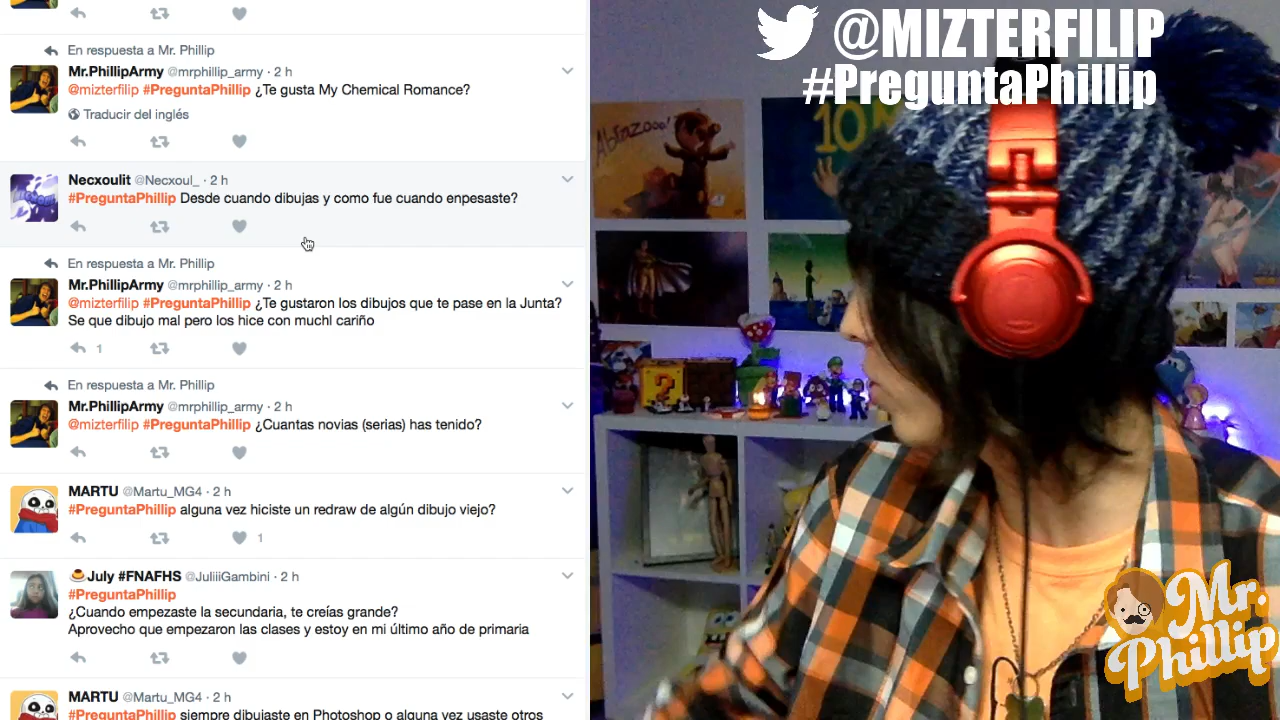 En respuesta a Mr. Phillip
Mr.PhillipArmy @mrphillip_army · 2 h
@mizterfilip #PreguntaPhillip ¿Te gusta My Chemical Romance?
Traducir del inglés
Necxoulit @Necxoul_ · 2 h
#PreguntaPhillip Desde cuando dibujas y como fue cuando enpesaste?
En respuesta a Mr. Phillip
Mr.PhillipArmy @mrphillip_army · 2 h
@mizterfilip #PreguntaPhillip ¿Te gustaron los dibujos que te pase en la Junta?
Se que dibujo mal pero los hice con muchl cariño
1
En respuesta a Mr. Phillip
Mr.PhillipArmy @mrphillip_army · 2 h
@mizterfilip #PreguntaPhillip ¿Cuantas novias (serias) has tenido?
MARTU @Martu_MG4 · 2 h
#PreguntaPhillip alguna vez hiciste un redraw de algún dibujo viejo?
1
July #FNAFHS @JuliiiGambini · 2 h
#PreguntaPhillip
¿Cuando empezaste la secundaria, te creías grande?
Aprovecho que empezaron las clases y estoy en mi último año de primaria
MARTU @Martu_MG4 · 2 h
#PreguntaPhillip siempre dibujaste en Photoshop o alguna vez usaste otros
@MIZTERFILIP
#PreguntaPhillip
Abrazooo!
10
?
Mr.
Phillip